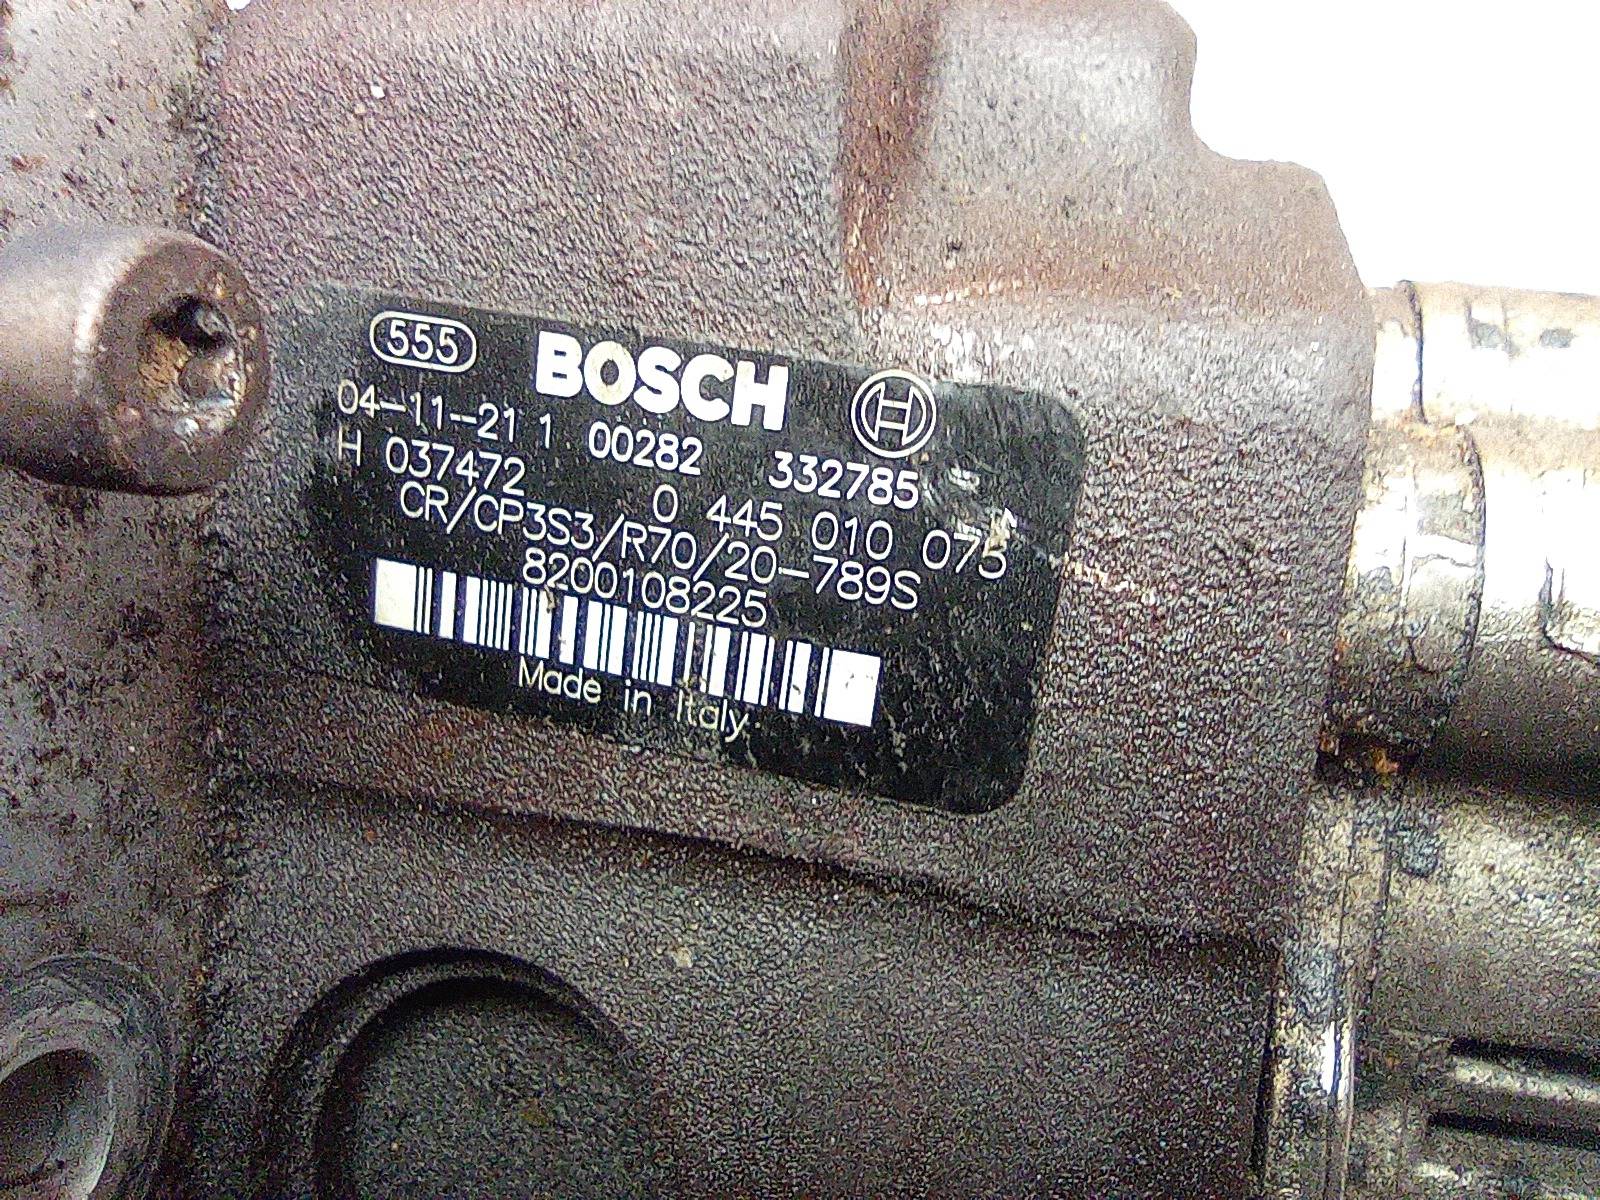 555 BOSCH
04-11-21 1 00282 332785
H 037472 0 445 010 075
CR/CP3S3/R70/20-789S
8200108225
Made in Italy